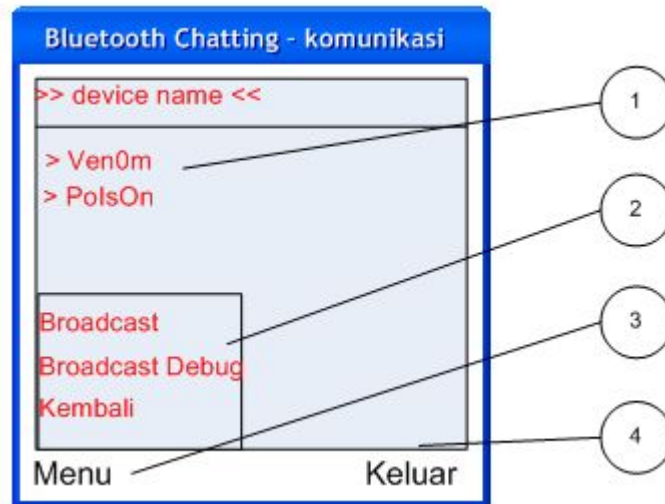 Bluetooth Chatting - komunikasi
>> device name <<
> Ven0m
> PoIsOn
Broadcast
Broadcast Debug
Kembali
Menu
Keluar
1
2
3
4